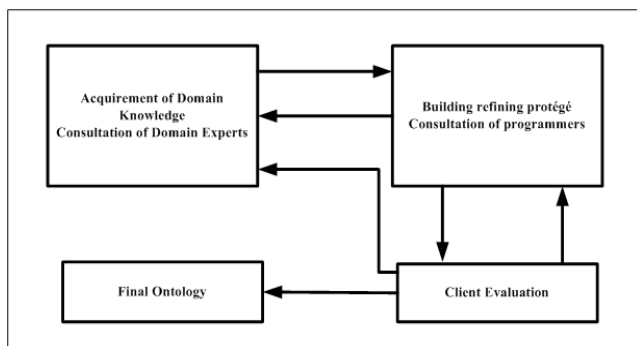 Acquirement of Domain
Knowledge
Consultation of Domain Experts
Building refining protégé
Consultation of programmers
Final Ontology
Client Evaluation